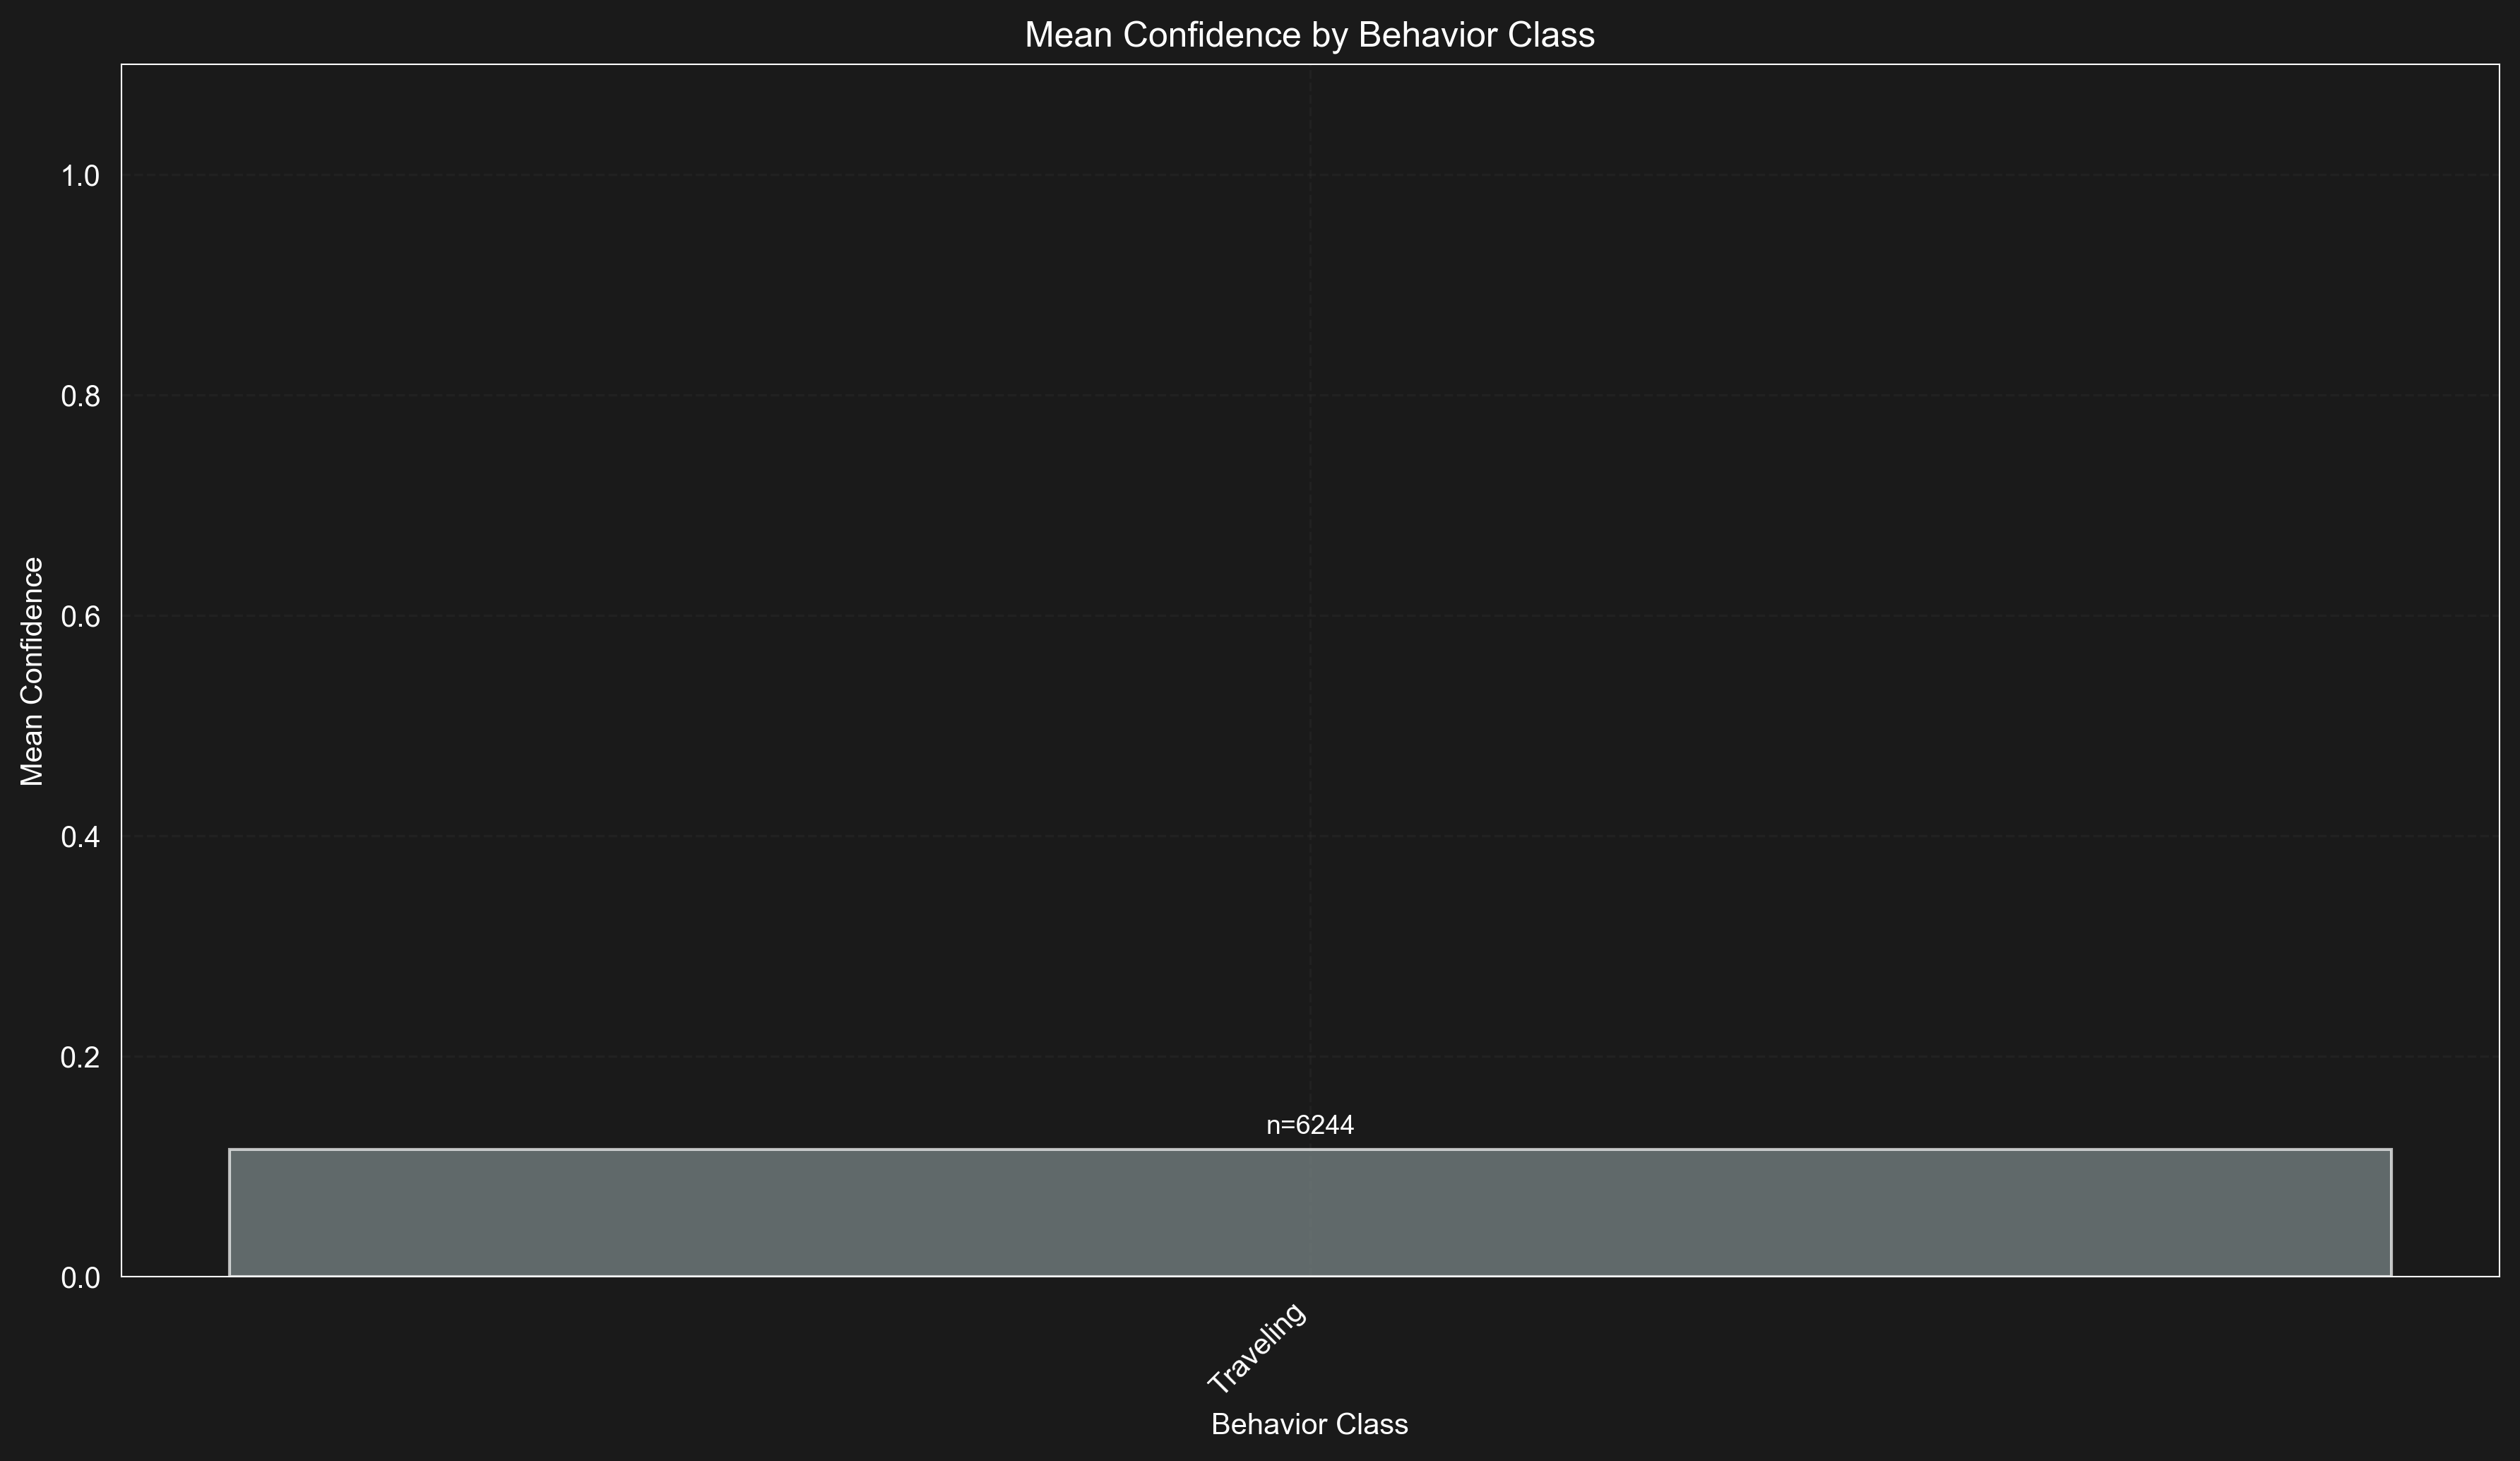 Mean Confidence by Behavior Class
Mean Confidence
1.0
0.8
0.6
0.4
0.2
0.0
n=6244
Traveling
Behavior Class